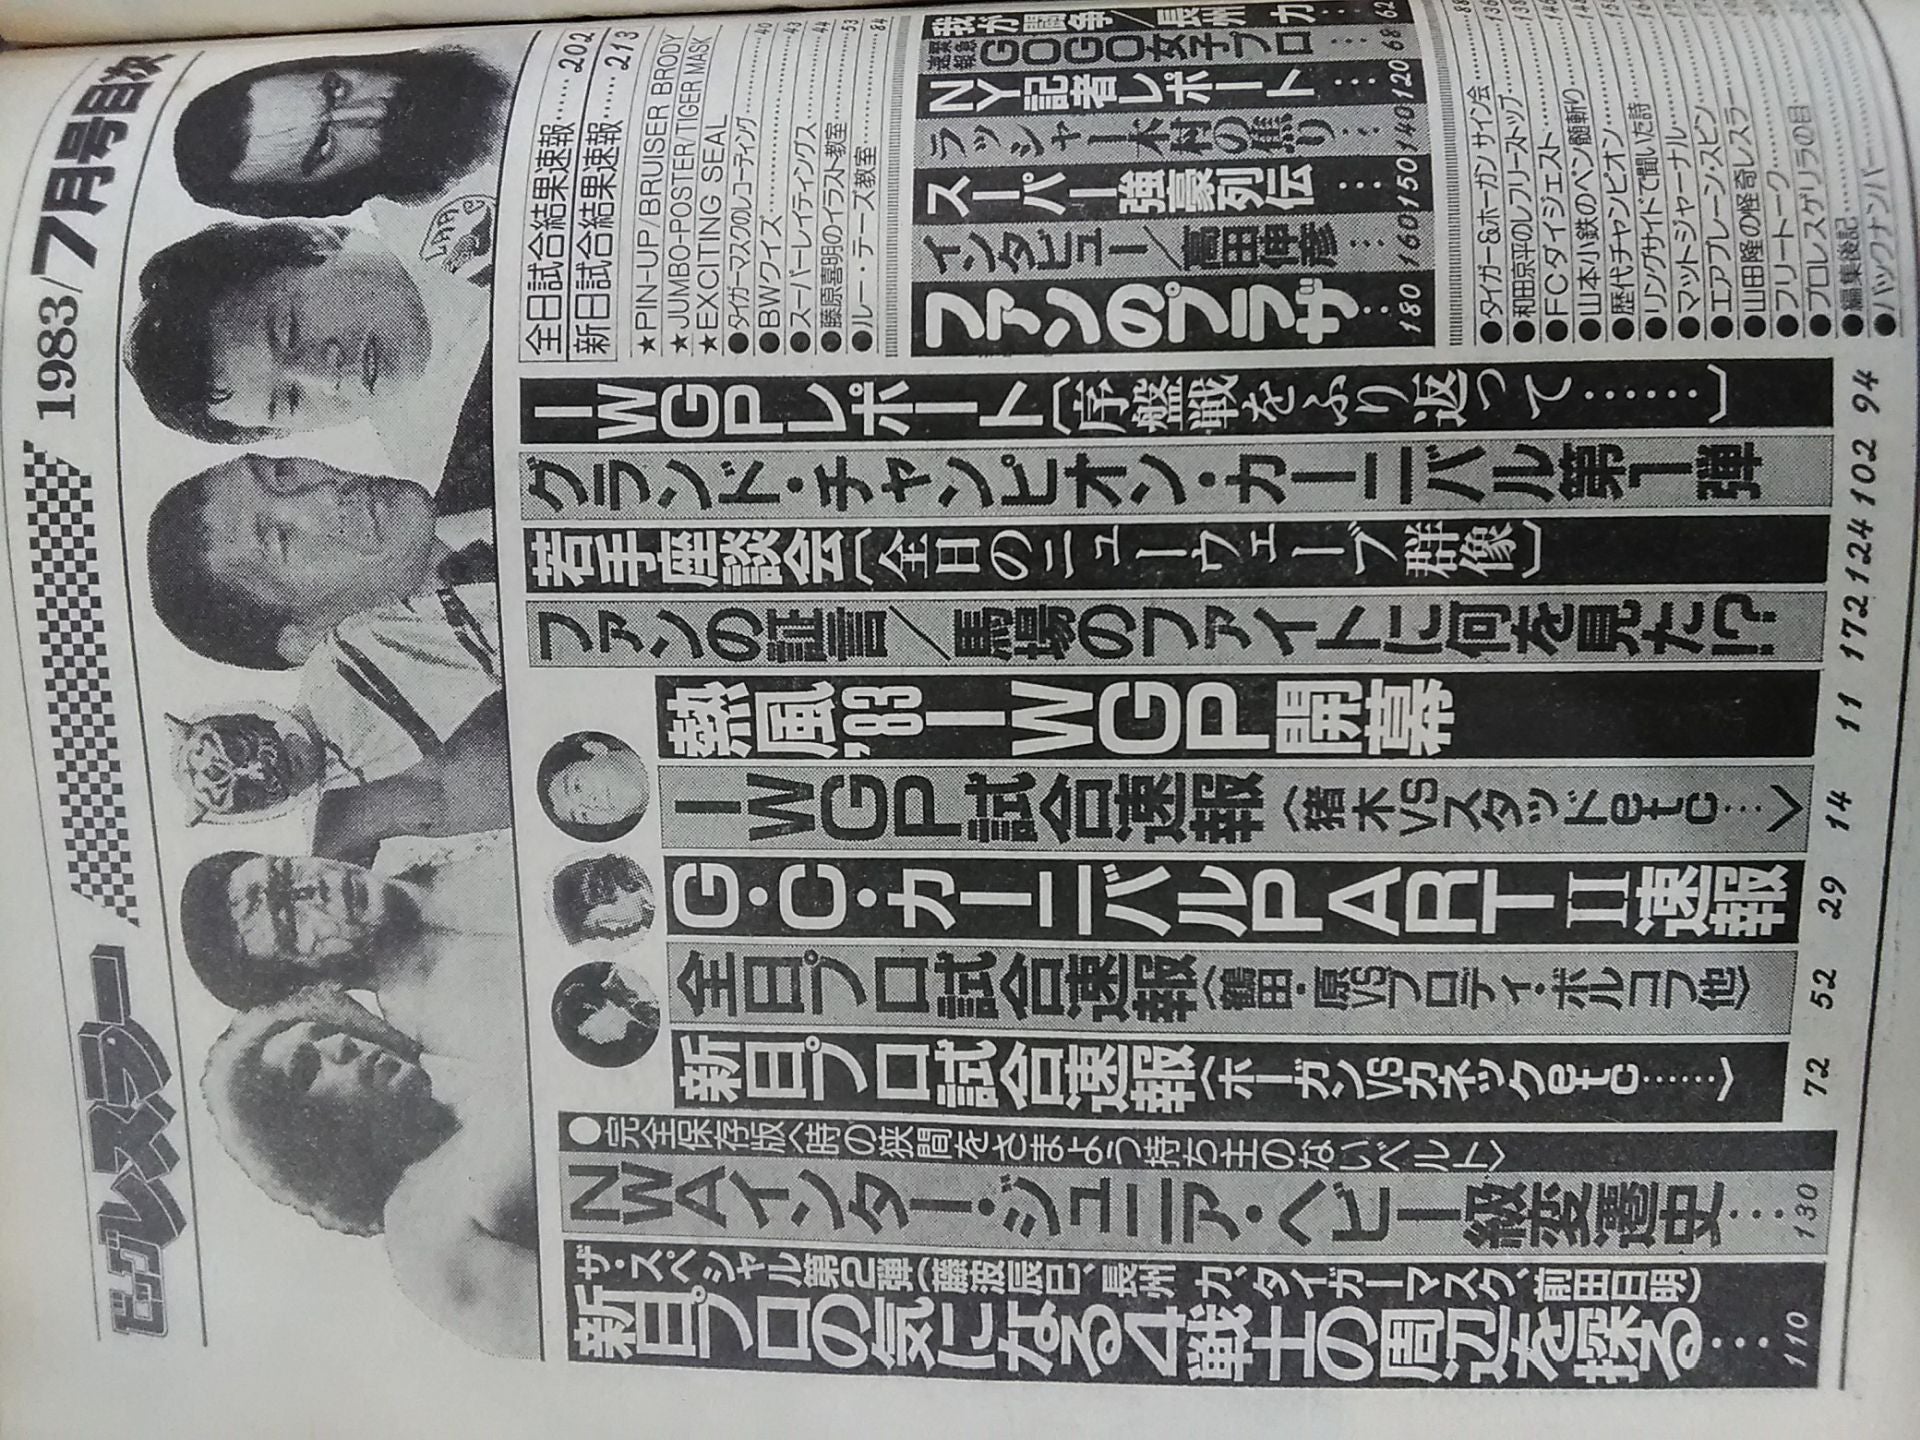 ビッグレスラー
1983/7月号目次
新日プロの気になる4戦士の周辺を探る……110
ザ・スペシャル第2弾(藤波辰巳、長州 力、タイガーマスク、前田日明)
NWAインター・ジュニア・ヘビー級変遷史……130
●完全保存版〈時の狭間をさまよう持ち主のないベルト〉
新日プロ試合速報〈ホーガンVSカネックetc……〉 72
全日プロ試合速報〈鶴田・原VSブロディ・ボルコフ他〉 52
G・C・カーニバルPARTⅡ速報 29
IWGP試合速報〈猪木VSスタッドetc…〉 14
熱風'83IWGP開幕 11
ファンの証言/馬場のファイトに何を見た!? 172
若手座談会〔全日のニューウェーブ群像〕 124
グランド・チャンピオン・カーニバル第1弾 102
IWGPレポート〔序盤戦をふり返って……〕 94
全日試合結果速報……202
新日試合結果速報……213
★PIN-UP/BRUISER BRODY
★JUMBO-POSTER/TIGER MASK
★EXCITING SEAL
●タイガーマスクのレコーディング……40
●BWクイズ……43
●スーパーレイティングス……44
●藤原喜明のイラスト教室……53
●ルー・テーズ教室……84
我が闘争/長州 力…62
緊急速報GOGO女子プロ…68
NY記者レポート…120
ラッシャー木村の焦り…140
スーパー強豪列伝…150
インタビュー/高田伸彦…160
ファンのプラザ…180
●タイガー&ホーガン サイン会
●和田京平のレフリーストップ
●FCダイジェスト
●山本小鉄のペン髄斬り
●歴代チャンピオン
●リングサイドで聞いた詩
●マットジャーナル
●エアプレーン・スピン
●山田隆の怪奇レスラー
●フリートーク
●プロレスゲリラの目
●編集後記
●バックナンバー